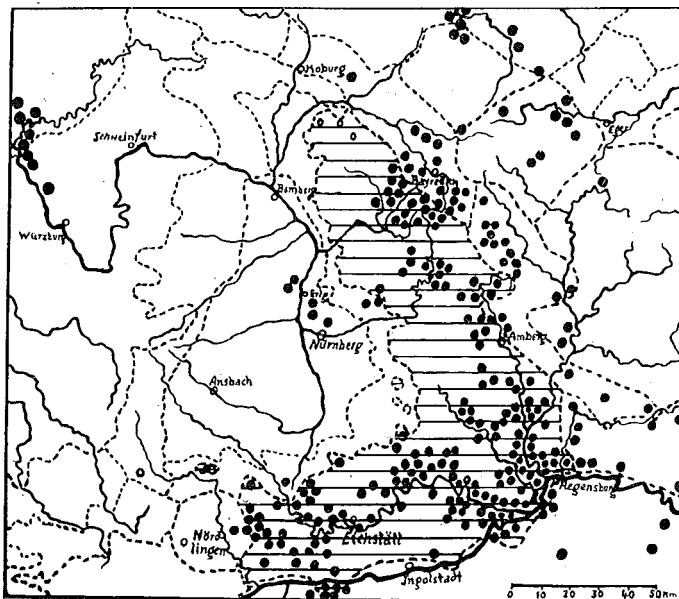 Koburg
Schweinfurt
Eger
Bayreuth
Bamberg
Würzburg
Erlg.
Nürnberg
Amberg
Ansbach
Regensburg
Nörd-
lingen
Eichstätt
Ingolstadt
0 10 20 30 40 50 Km